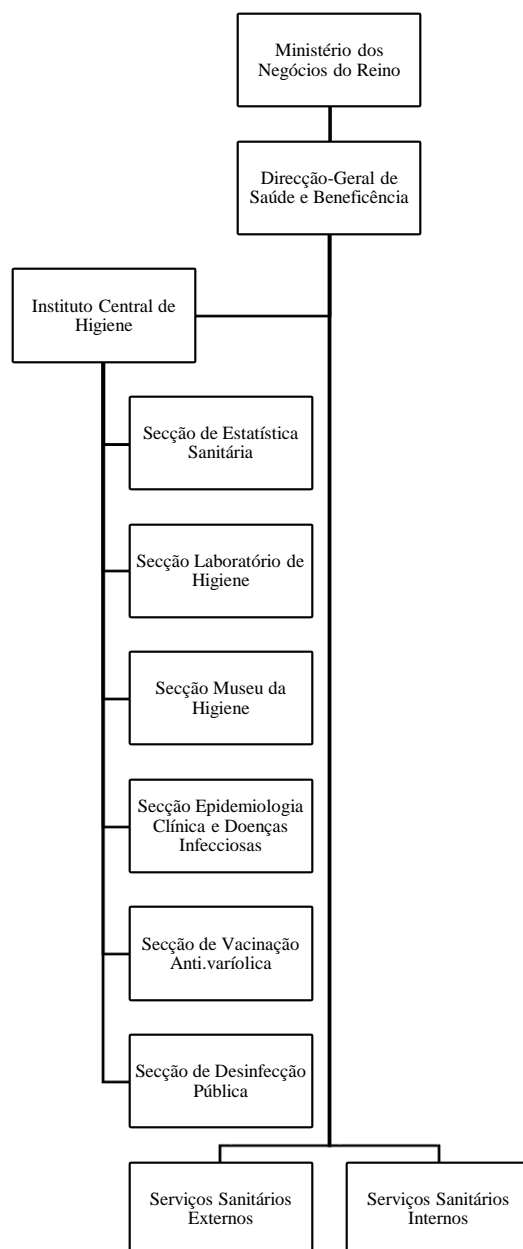 Ministério dos
Negócios do Reino
Direcção-Geral de
Saúde e Beneficência
Instituto Central de
Higiene
Secção de Estatística
Sanitária
Secção Laboratório de
Higiene
Secção Museu da
Higiene
Secção Epidemiologia
Clínica e Doenças
Infecciosas
Secção de Vacinação
Anti.varíolica
Secção de Desinfecção
Pública
Serviços Sanitários
Externos
Serviços Sanitários
Internos